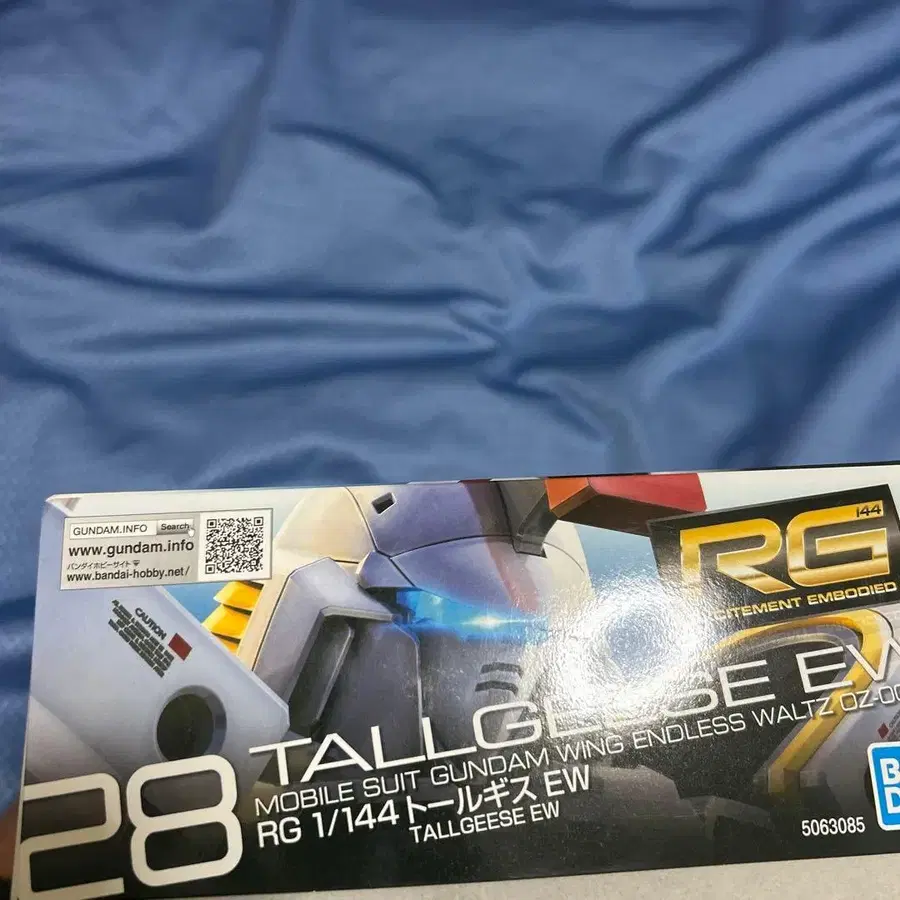 GUNDAM.INFO Search
www.gundam.info
バンダイホビーサイト
www.bandai-hobby.net/
CAUTION
RG 144
CITEMENT EMBODIED
28
TALLGEESE EW
MOBILE SUIT GUNDAM WING ENDLESS WALTZ OZ-00
RG 1/144 トールギス EW
TALLGEESE EW
5063085